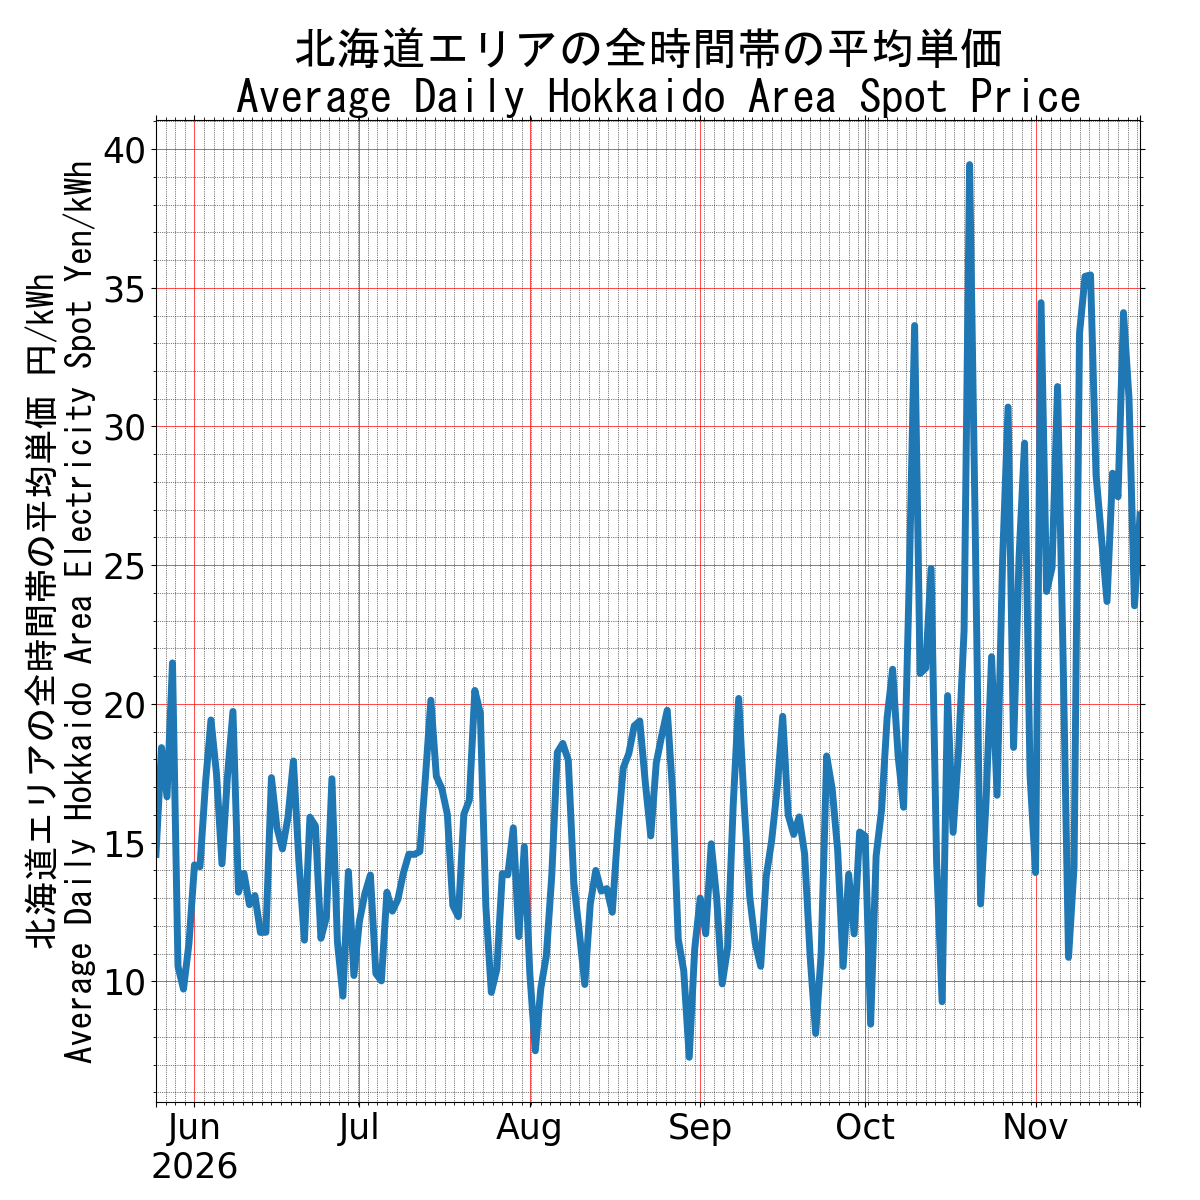 北海道エリアの全時間帯の平均単価
Average Daily Hokkaido Area Spot Price
北海道エリアの全時間帯の平均単価 円/kWh
Average Daily Hokkaido Area Electricity Spot Yen/kWh
40
35
30
25
20
15
10
Jun
Jul
Aug
Sep
Oct
Nov
2026